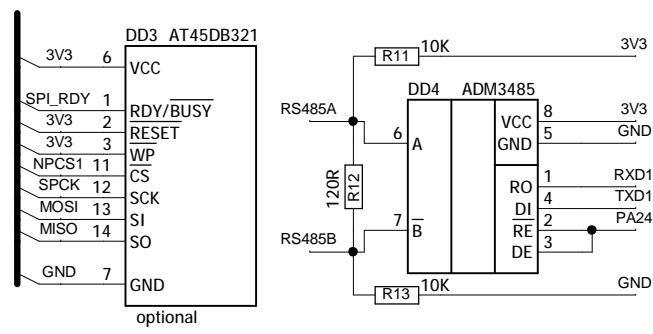 DD3 AT45DB321
3V3 6 VCC
SPI_RDY 1 RDY/BUSY
3V3 2 RESET
3V3 3 WP
NPCS1 11 CS
SPCK 12 SCK
MOSI 13 SI
MISO 14 SO
GND 7 GND
optional
R11 10K 3V3
DD4 ADM3485
RS485A
6 A
VCC 8 3V3
GND 5 GND
120R R12
RO 1 RXD1
DI 4 TXD1
7 B
RE 2 PA24
DE 3
RS485B
R13 10K GND